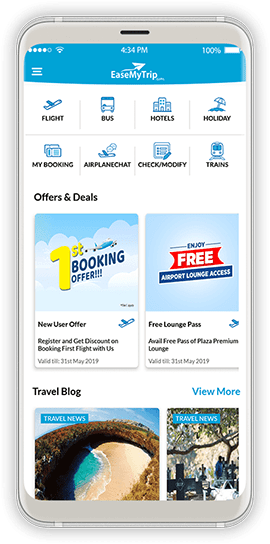 4:34 PM 100%
EaseMyTrip.com
FLIGHT BUS HOTELS HOLIDAY
MY BOOKING AIRPLANECHAT CHECK/MODIFY TRAINS
Offers & Deals
1st BOOKING OFFER!!!
New User Offer
Register and Get Discount on
Booking First Flight with Us
Valid till: 31st May 2019
ENJOY
FREE
AIRPORT LOUNGE ACCESS
Free Lounge Pass
Avail Free Pass of Plaza Premium
Lounge
Valid till: 31st May 2019
Travel Blog View More
TRAVEL NEWS TRAVEL NEWS